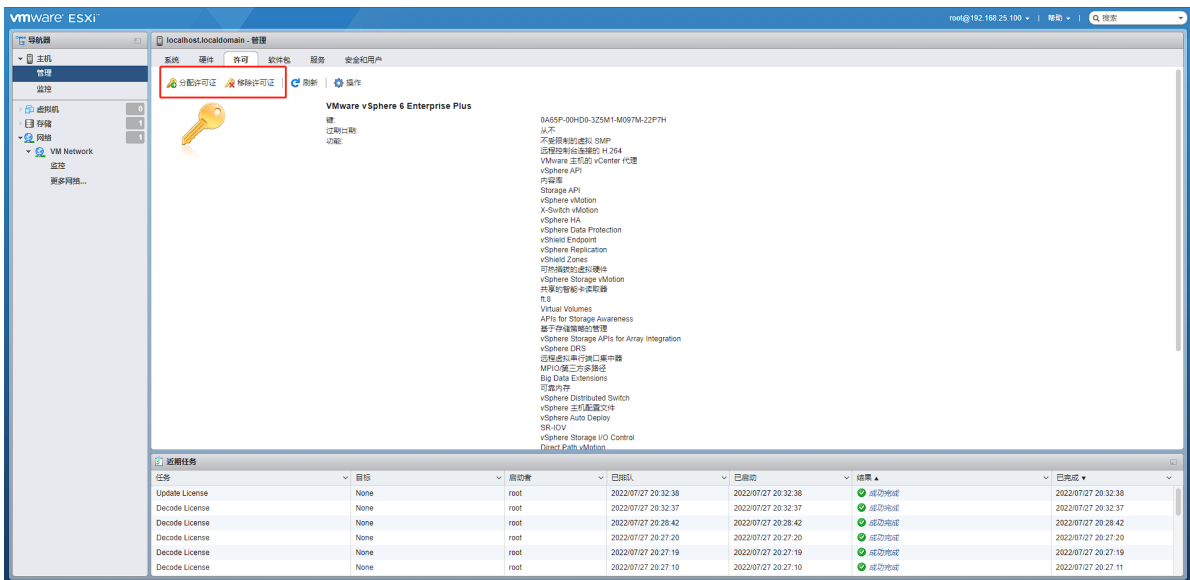 vmware ESXi
root@192.168.25.100 | 帮助 | 搜索
导航器
主机
管理
监控
虚拟机 0
存储 1
网络 1
VM Network
监控
更多网络...
localhost.localdomain - 管理
系统 硬件 许可 软件包 服务 安全和用户
分配许可证 移除许可证 | 刷新 | 操作
VMware vSphere 6 Enterprise Plus
键: 0A65P-00HD0-3Z5M1-M097M-22P7H
过期日期: 从不
功能: 不受限制的虚拟 SMP
远程控制台连接的 H.264
VMware 主机的 vCenter 代理
vSphere API
内容库
Storage API
vSphere vMotion
X-Switch vMotion
vSphere HA
vSphere Data Protection
vShield Endpoint
vSphere Replication
vShield Zones
可热插拔的虚拟硬件
vSphere Storage vMotion
共享的智能卡读取器
ft:8
Virtual Volumes
APIs for Storage Awareness
基于存储策略的管理
vSphere Storage APIs for Array Integration
vSphere DRS
远程虚拟串行端口集中器
MPIO/第三方多路径
Big Data Extensions
可靠内存
vSphere Distributed Switch
vSphere 主机配置文件
vSphere Auto Deploy
SR-IOV
vSphere Storage I/O Control
Direct Path vMotion
近期任务
任务 目标 启动者 已排队 已启动 结果 已完成
Update License None root 2022/07/27 20:32:38 2022/07/27 20:32:38 成功完成 2022/07/27 20:32:38
Decode License None root 2022/07/27 20:32:37 2022/07/27 20:32:37 成功完成 2022/07/27 20:32:37
Decode License None root 2022/07/27 20:28:42 2022/07/27 20:28:42 成功完成 2022/07/27 20:28:42
Decode License None root 2022/07/27 20:27:20 2022/07/27 20:27:20 成功完成 2022/07/27 20:27:20
Decode License None root 2022/07/27 20:27:19 2022/07/27 20:27:19 成功完成 2022/07/27 20:27:19
Decode License None root 2022/07/27 20:27:10 2022/07/27 20:27:10 成功完成 2022/07/27 20:27:11